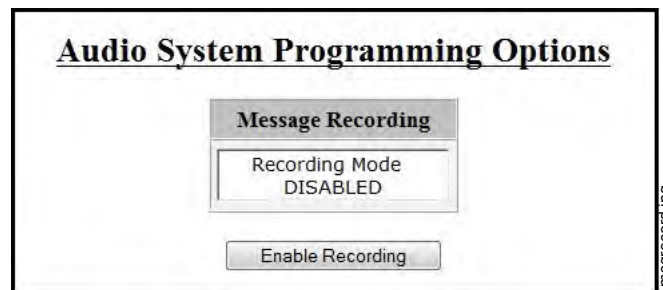 Audio System Programming Options
Message Recording
Recording Mode
DISABLED
Enable Recording